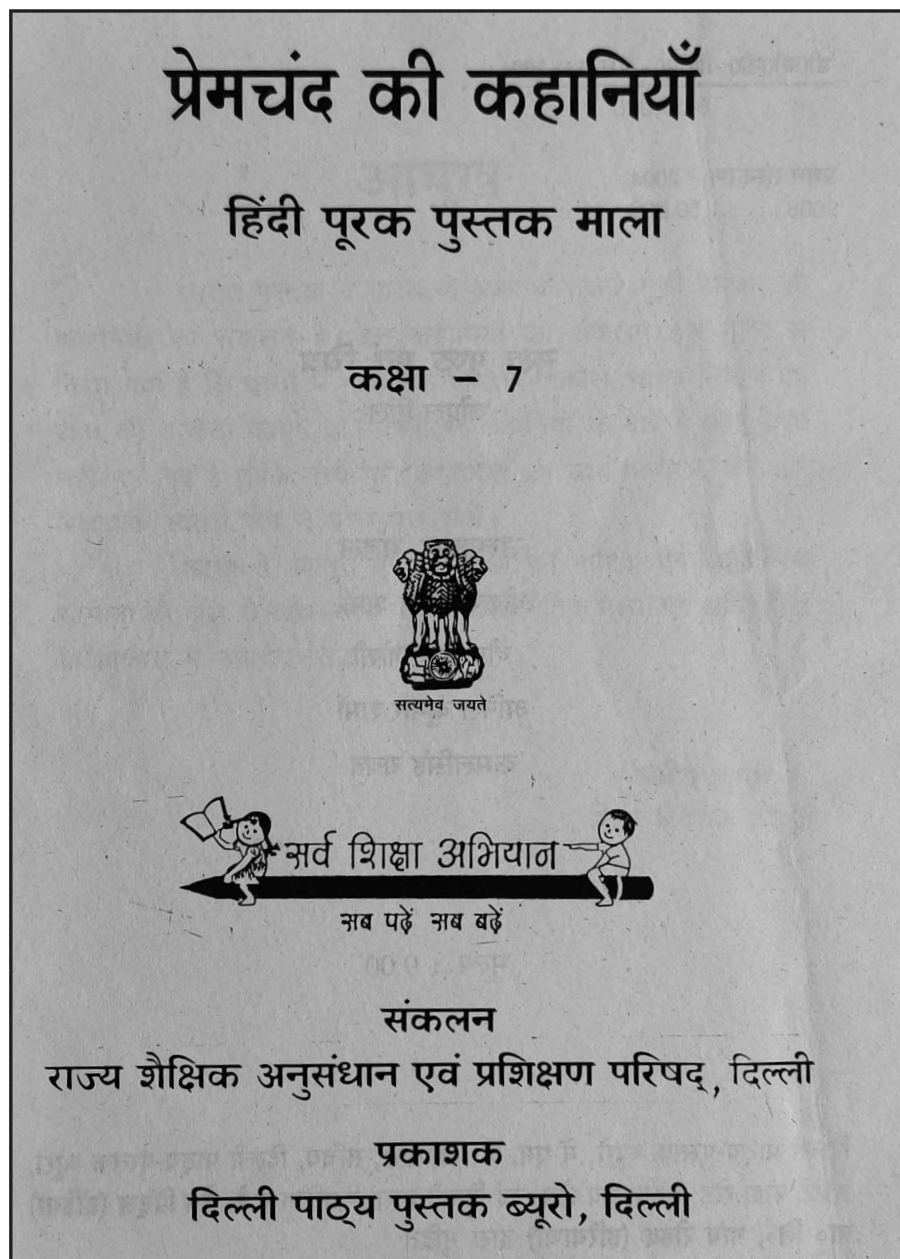 प्रेमचंद की कहानियाँ
हिंदी पूरक पुस्तक माला
कक्षा – 7
सत्यमेव जयते
सर्व शिक्षा अभियान
सब पढ़ें सब बढ़ें
संकलन
राज्य शैक्षिक अनुसंधान एवं प्रशिक्षण परिषद्, दिल्ली
प्रकाशक
दिल्ली पाठ्य पुस्तक ब्यूरो, दिल्ली